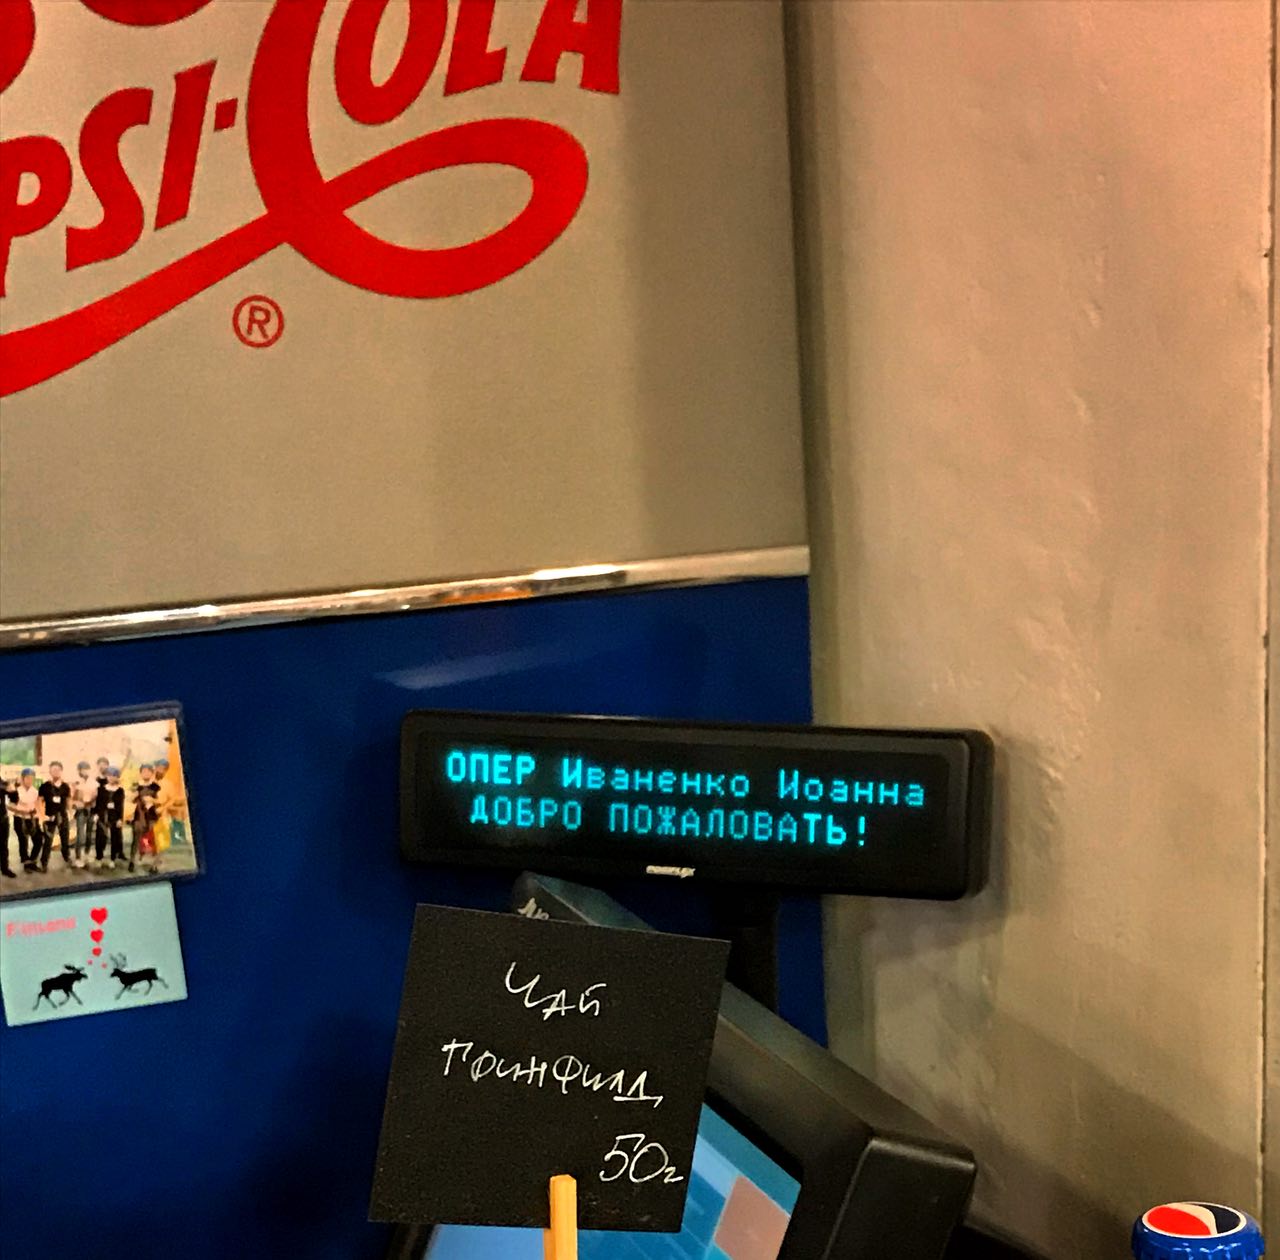 PSI-COLA
®
ОПЕР Иваненко Иоанна
ДОБРО ПОЖАЛОВАТЬ!
ЧАЙ
ГРИНФИЛД
50г